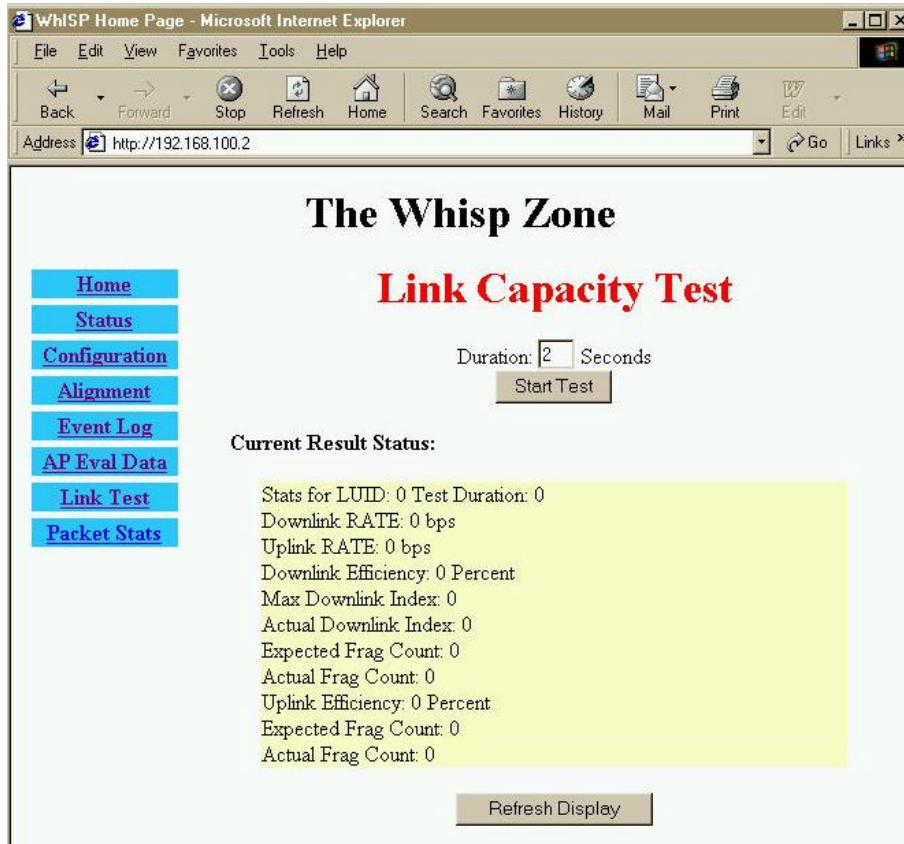 WhISP Home Page - Microsoft Internet Explorer
File Edit View Favorites Tools Help
Back Forward Stop Refresh Home Search Favorites History Mail Print Edit
Address http://192.168.100.2 Go Links »
The Whisp Zone
Home
Status
Configuration
Alignment
Event Log
AP Eval Data
Link Test
Packet Stats
Link Capacity Test
Duration: 2 Seconds
Start Test
Current Result Status:
Stats for LUID: 0 Test Duration: 0
Downlink RATE: 0 bps
Uplink RATE: 0 bps
Downlink Efficiency: 0 Percent
Max Downlink Index: 0
Actual Downlink Index: 0
Expected Frag Count: 0
Actual Frag Count: 0
Uplink Efficiency: 0 Percent
Expected Frag Count: 0
Actual Frag Count: 0
Refresh Display